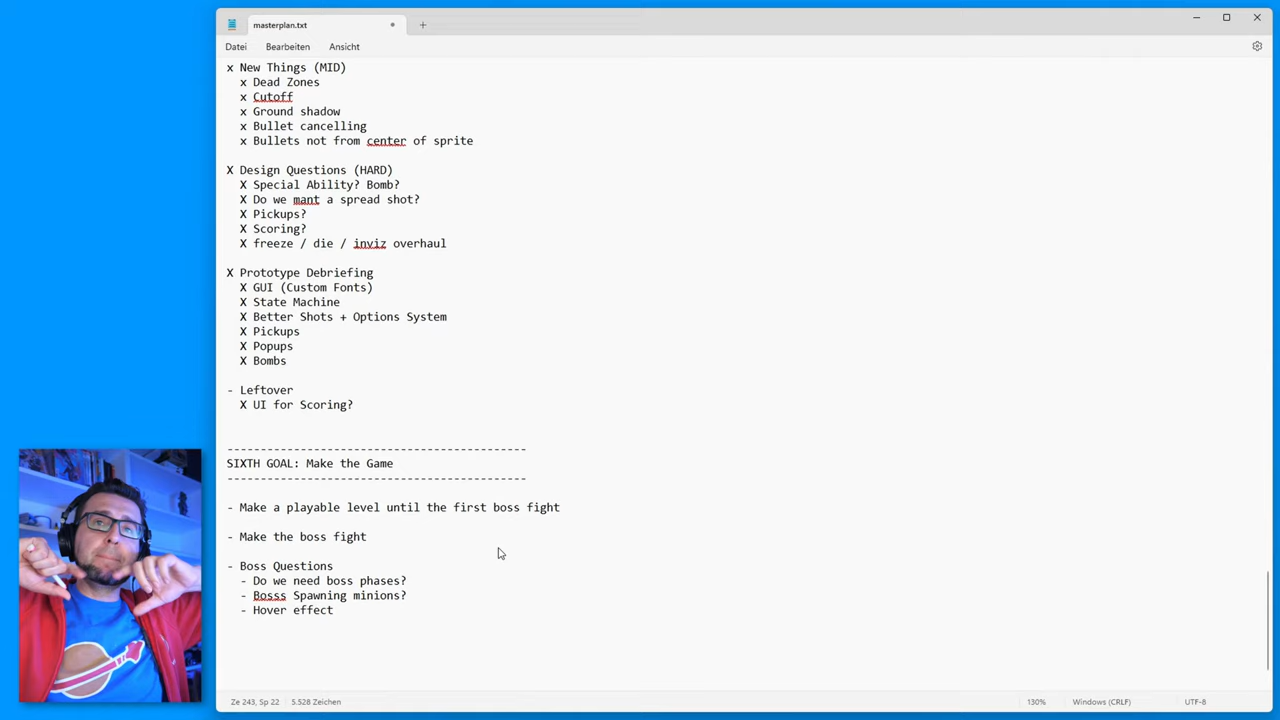 masterplan.txt
Datei Bearbeiten Ansicht
x New Things (MID)
x Dead Zones
x Cutoff
x Ground shadow
x Bullet cancelling
x Bullets not from center of sprite
X Design Questions (HARD)
X Special Ability? Bomb?
X Do we mant a spread shot?
X Pickups?
X Scoring?
X freeze / die / inviz overhaul
X Prototype Debriefing
X GUI (Custom Fonts)
X State Machine
X Better Shots + Options System
X Pickups
X Popups
X Bombs
- Leftover
X UI for Scoring?
---------------------------------------------
SIXTH GOAL: Make the Game
---------------------------------------------
- Make a playable level until the first boss fight
- Make the boss fight
- Boss Questions
- Do we need boss phases?
- Bosss Spawning minions?
- Hover effect
Ze 243, Sp 22 5.528 Zeichen 130% Windows (CRLF) UTF-8